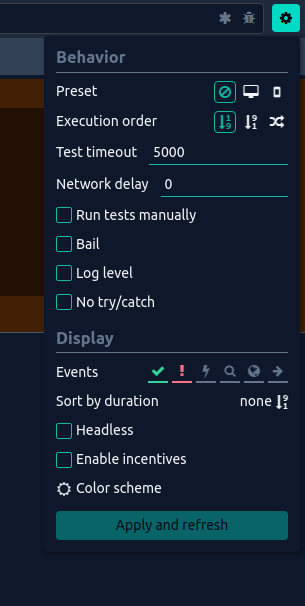 Behavior
Preset
Execution order
Test timeout 5000
Network delay 0
Run tests manually
Bail
Log level
No try/catch
Display
Events
Sort by duration none
Headless
Enable incentives
Color scheme
Apply and refresh